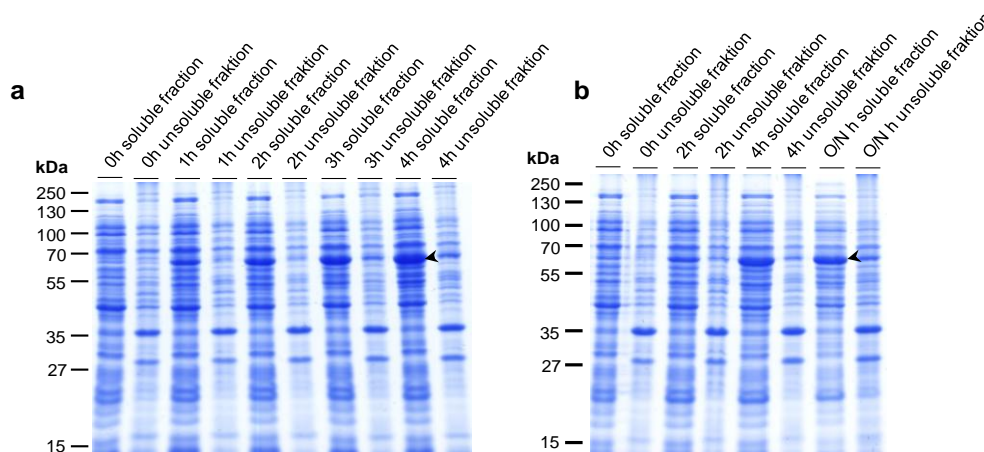 a
0h soluble fraction
0h unsoluble fraktion
1h soluble fraction
1h unsoluble fraktion
2h soluble fraction
2h unsoluble fraktion
3h soluble fraktion
3h unsoluble fraktion
4h soluble fraction
4h unsoluble fraktion
kDa
250
130
100
70
55
35
27
15
b
0h soluble fraction
0h unsoluble fraktion
2h soluble fraction
2h unsoluble fraktion
4h soluble fraction
4h unsoluble fraktion
O/N h soluble fraction
O/N h unsoluble fraktion
kDa
250
130
100
70
55
35
27
15